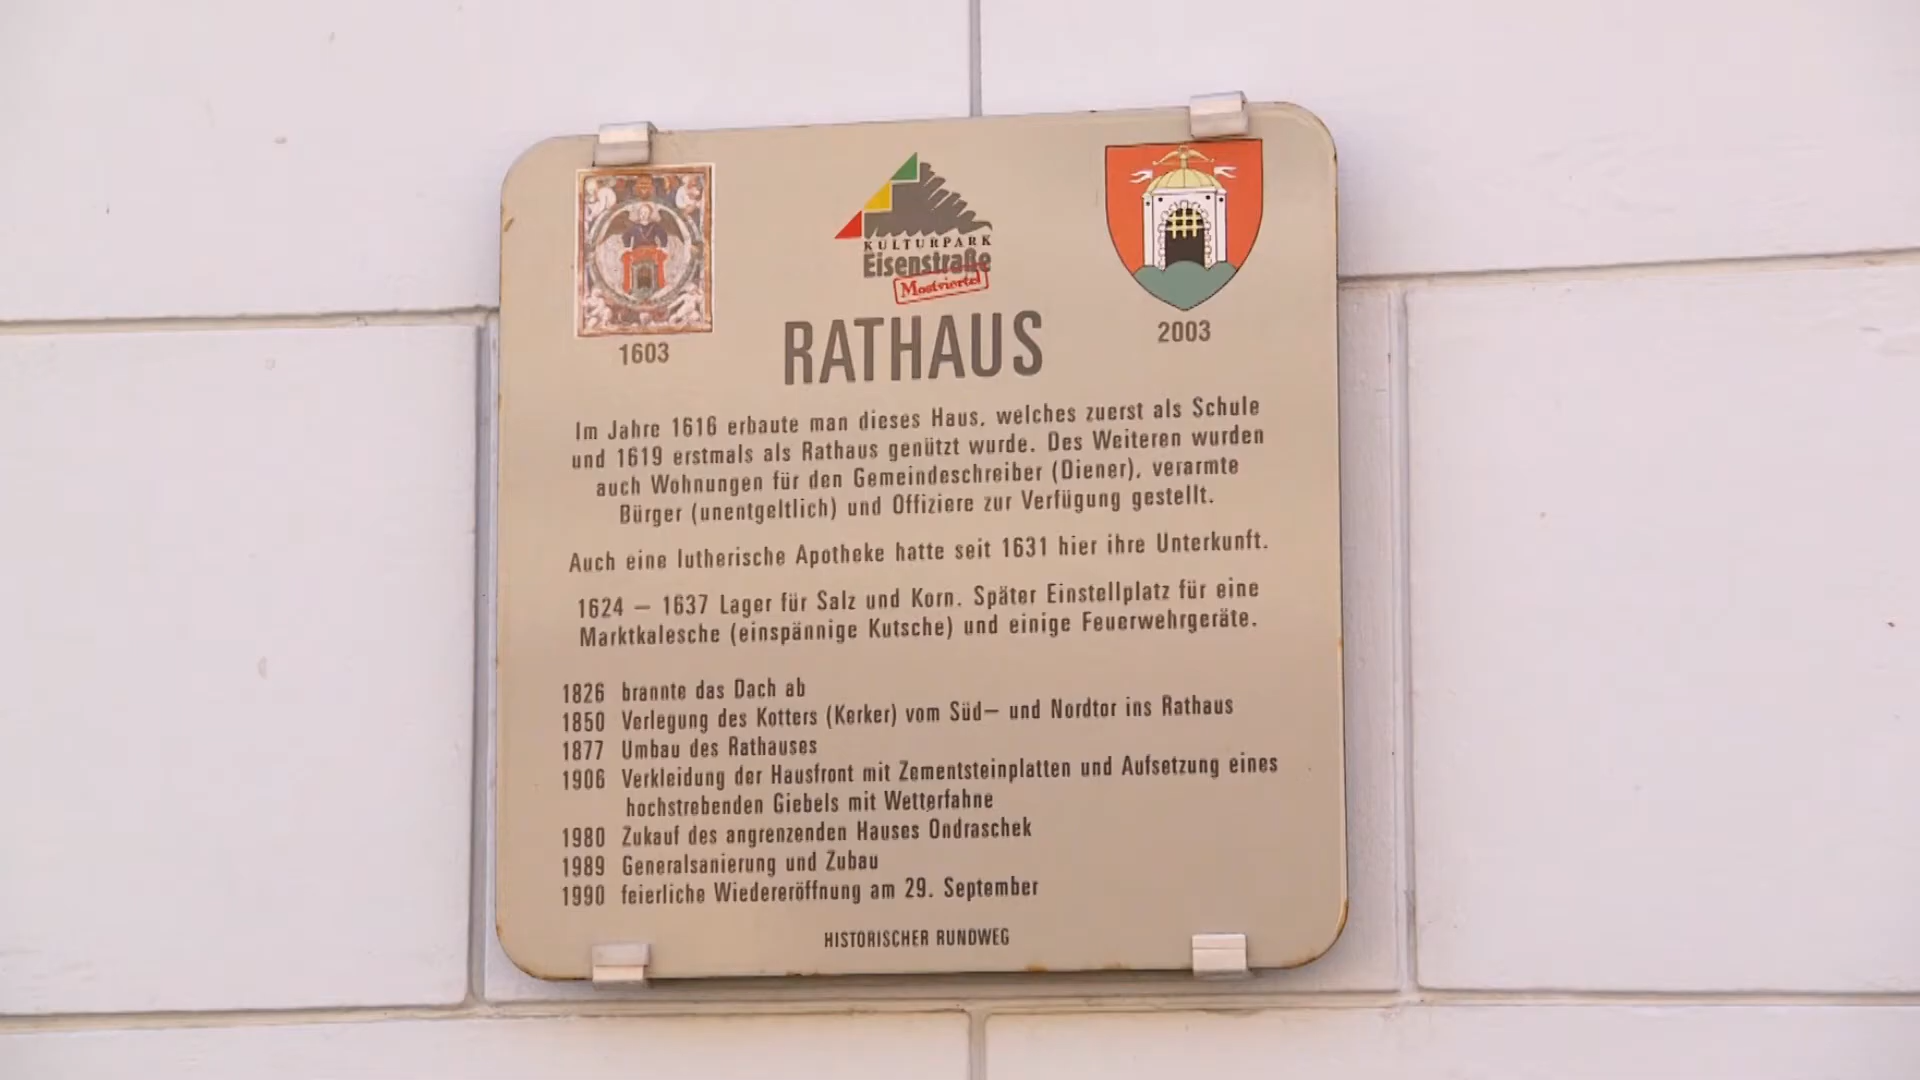 KULTURPARK
Eisenstraße
Mostviertel
1603
2003
RATHAUS
Im Jahre 1616 erbaute man dieses Haus, welches zuerst als Schule
und 1619 erstmals als Rathaus genützt wurde. Des Weiteren wurden
auch Wohnungen für den Gemeindeschreiber (Diener), verarmte
Bürger (unentgeltlich) und Offiziere zur Verfügung gestellt.
Auch eine lutherische Apotheke hatte seit 1631 hier ihre Unterkunft.
1624 – 1637 Lager für Salz und Korn. Später Einstellplatz für eine
Marktkalesche (einspännige Kutsche) und einige Feuerwehrgeräte.
1826 brannte das Dach ab
1850 Verlegung des Kotters (Kerker) vom Süd– und Nordtor ins Rathaus
1877 Umbau des Rathauses
1906 Verkleidung der Hausfront mit Zementsteinplatten und Aufsetzung eines
hochstrebenden Giebels mit Wetterfahne
1980 Zukauf des angrenzenden Hauses Ondraschek
1989 Generalsanierung und Zubau
1990 feierliche Wiedereröffnung am 29. September
HISTORISCHER RUNDWEG